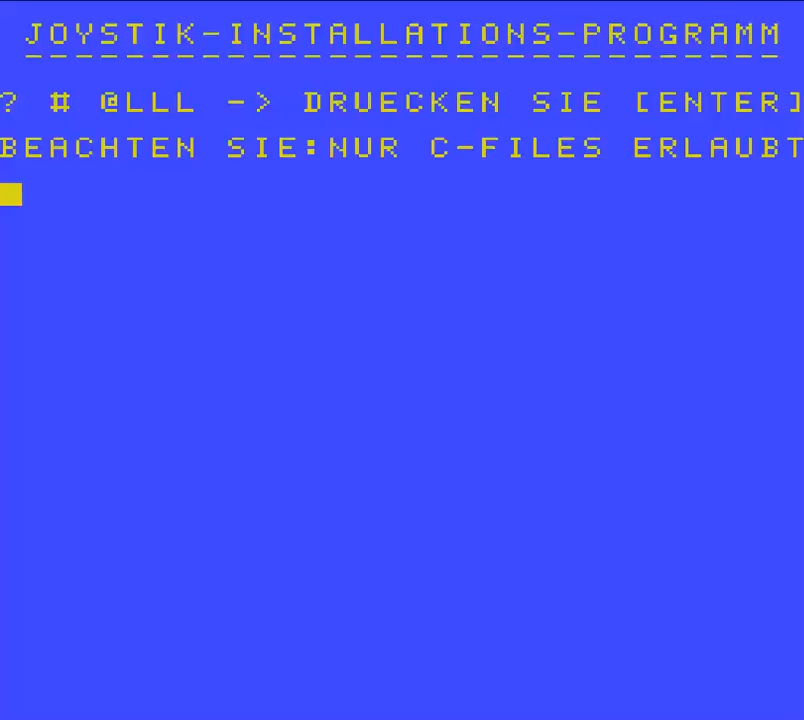 JOYSTIK-INSTALLATIONS-PROGRAMM
------------------------------
? # @LLL -> DRUECKEN SIE [ENTER]
BEACHTEN SIE:NUR C-FILES ERLAUBT